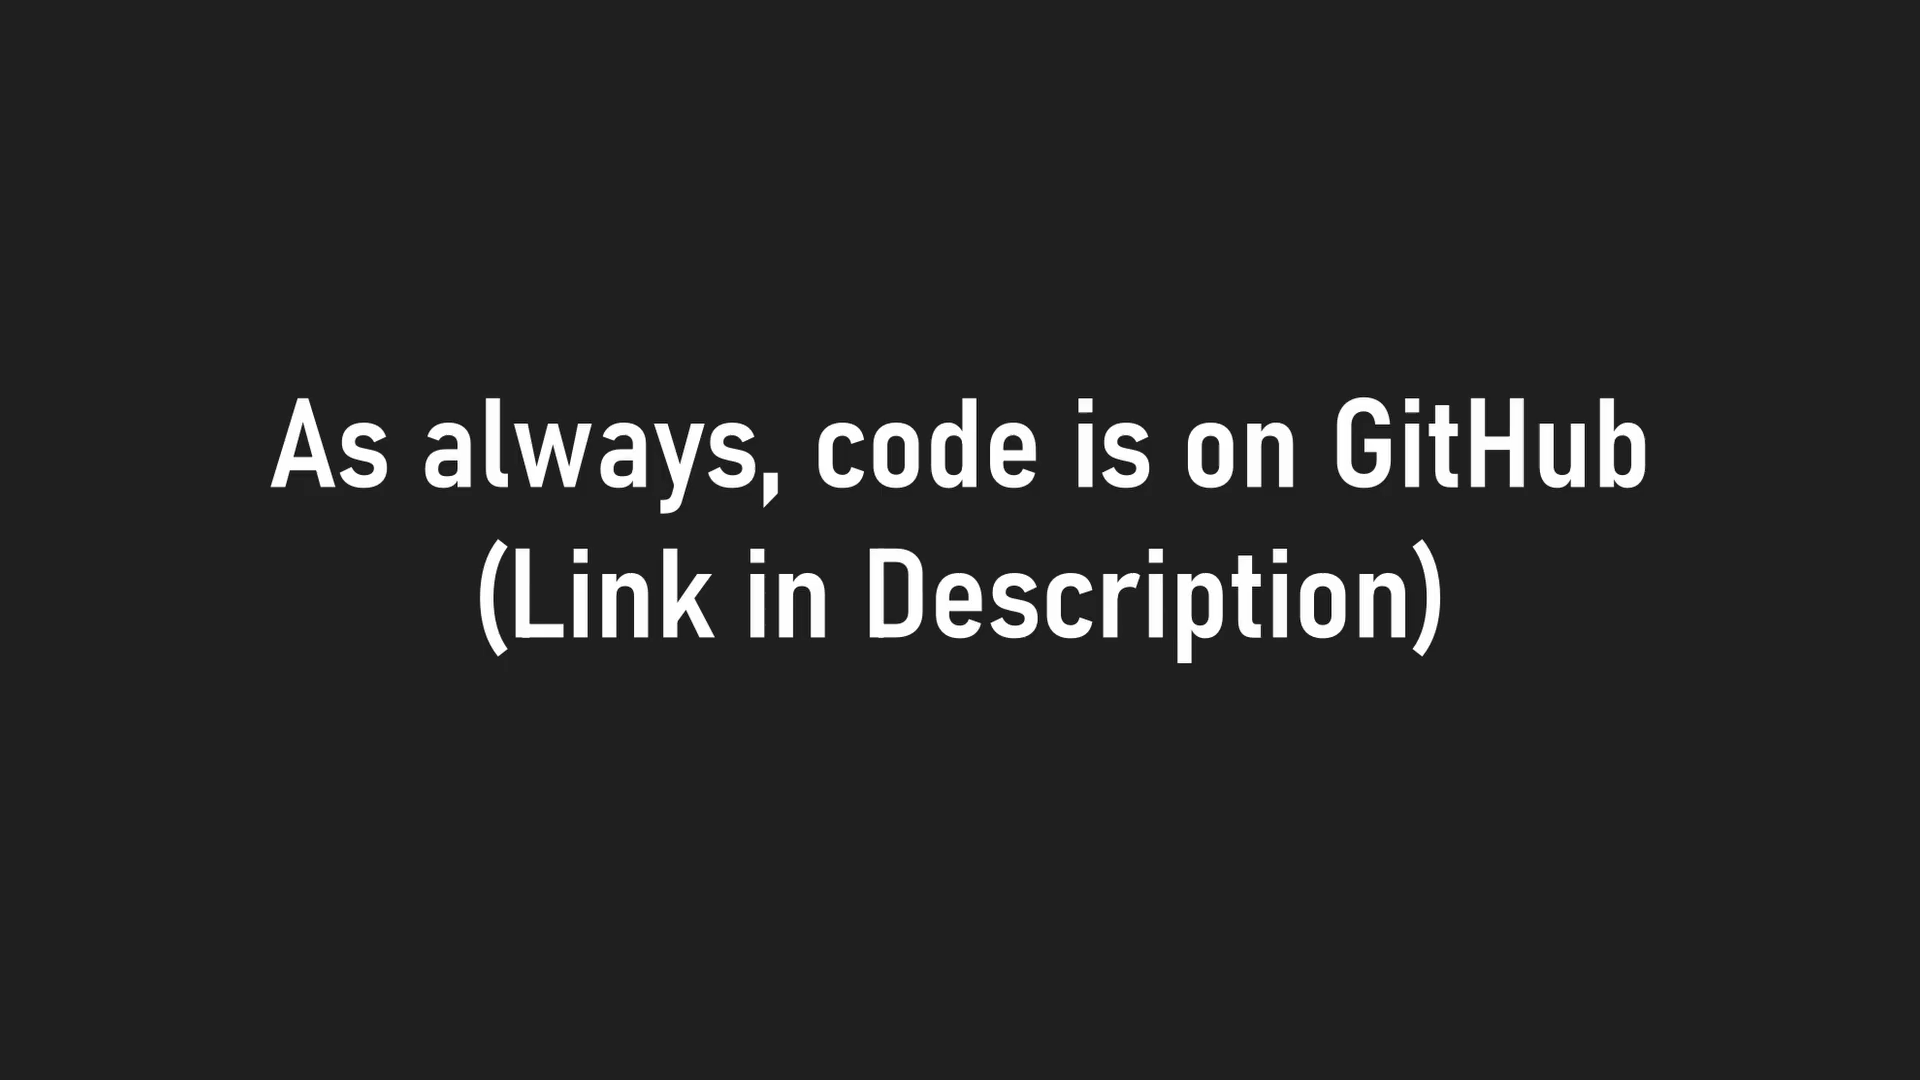 As always, code is on GitHub
(Link in Description)